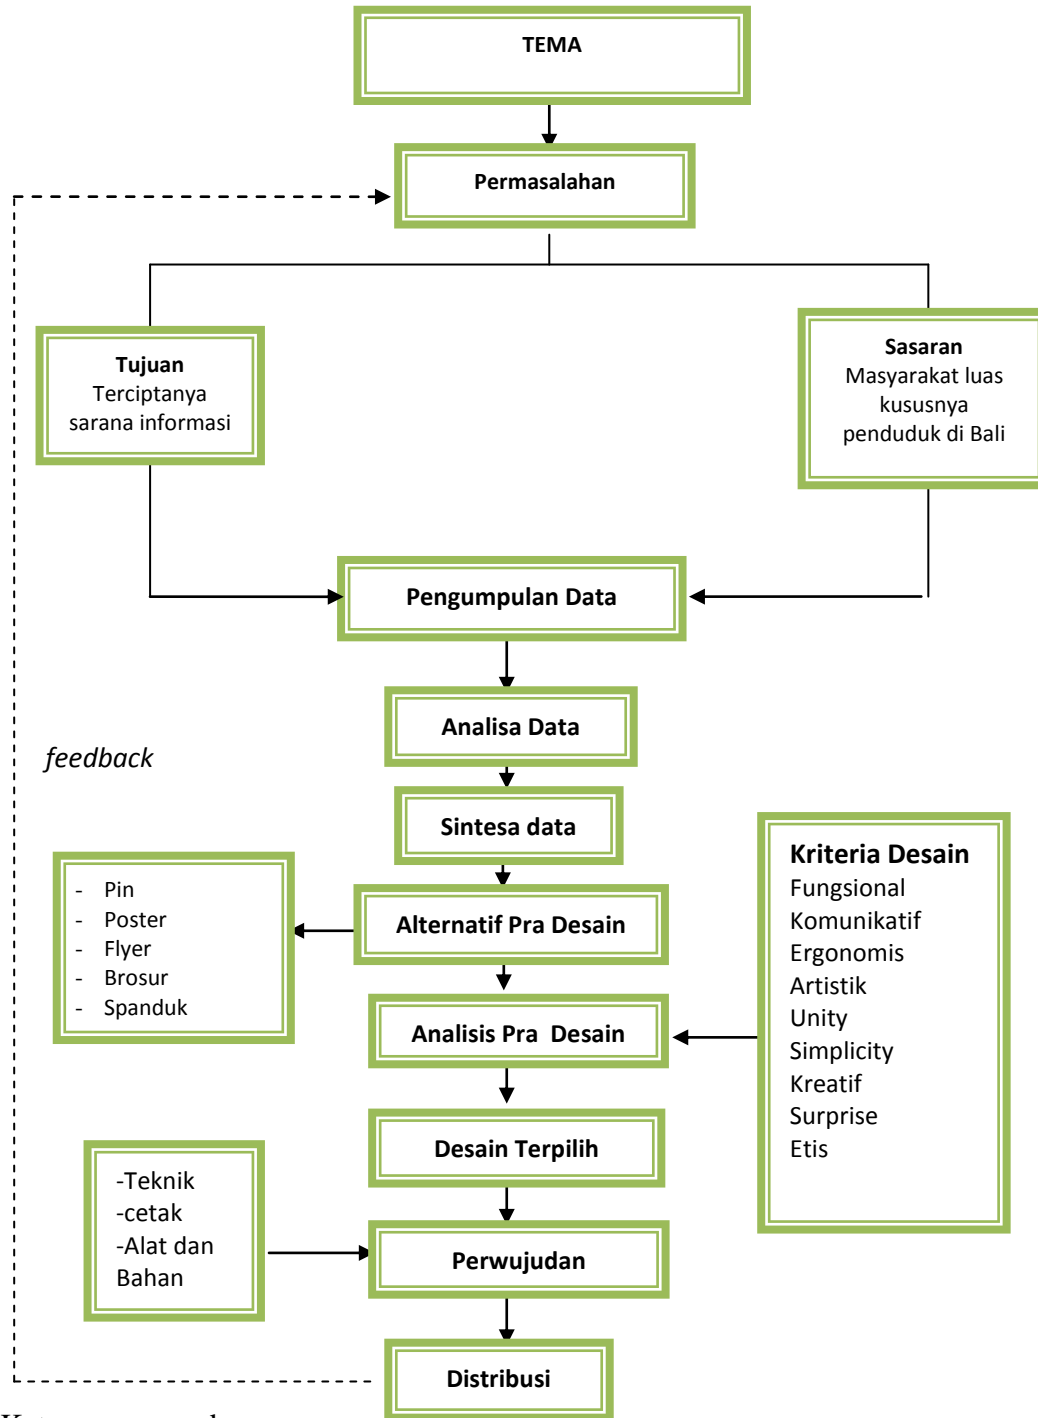 TEMA
Permasalahan
Tujuan
Terciptanya
sarana informasi
Sasaran
Masyarakat luas
kususnya
penduduk di Bali
Pengumpulan Data
Analisa Data
feedback
Sintesa data
- Pin
- Poster
- Flyer
- Brosur
- Spanduk
Alternatif Pra Desain
Analisis Pra Desain
Kriteria Desain
Fungsional
Komunikatif
Ergonomis
Artistik
Unity
Simplicity
Kreatif
Surprise
Etis
Desain Terpilih
-Teknik
-cetak
-Alat dan
Bahan
Perwujudan
Distribusi